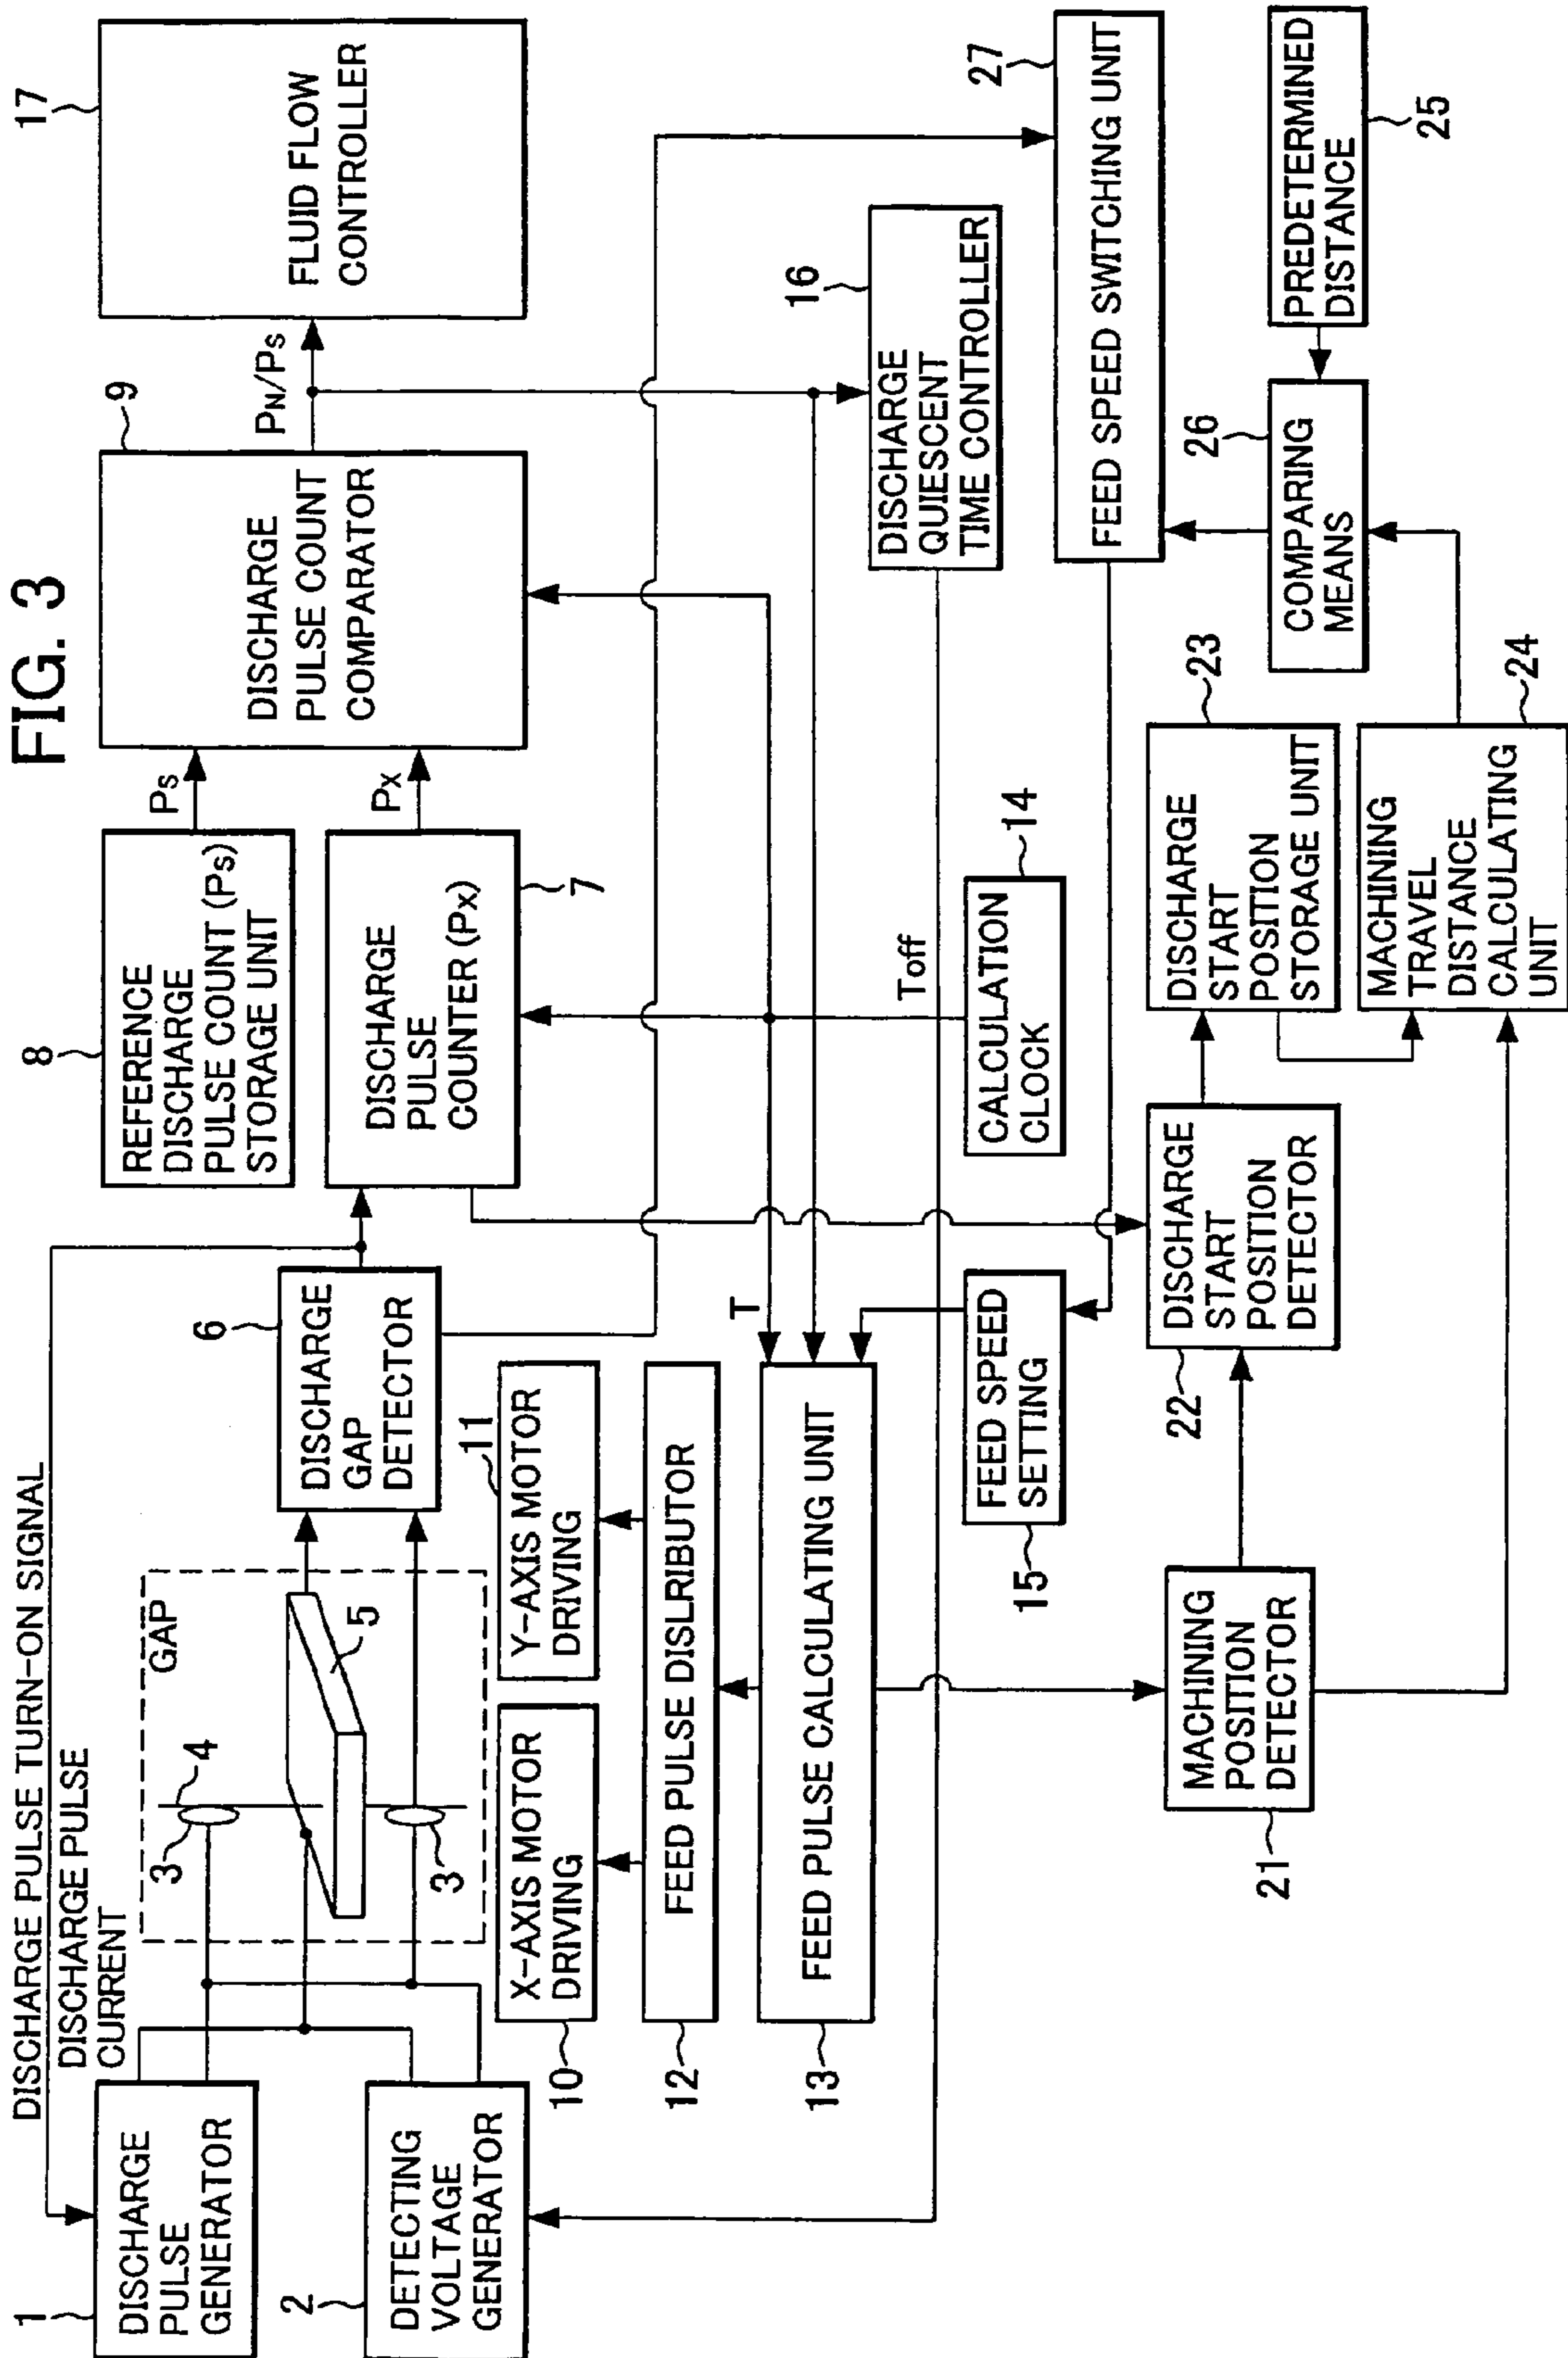 FIG. 3
DISCHARGE PULSE TURN-ON SIGNAL
DISCHARGE PULSE
CURRENT
1
DISCHARGE
PULSE
GENERATOR
2
DETECTING
VOLTAGE
GENERATOR
GAP
3
4
5
3
6
DISCHARGE
GAP
DETECTOR
8
REFERENCE
DISCHARGE
PULSE COUNT (Ps)
STORAGE UNIT
Ps
DISCHARGE
PULSE
COUNTER (Px)
7
Px
9
DISCHARGE
PULSE COUNT
COMPARATOR
PN/Ps
17
FLUID FLOW
CONTROLLER
10
X-AXIS MOTOR
DRIVING
11
Y-AXIS MOTOR
DRIVING
12
FEED PULSE DISLRIBUTOR
13
FEED PULSE CALCULATING UNIT
T
15
FEED SPEED
SETTING
Toff
14
CALCULATION
CLOCK
16
DISCHARGE
QUIESCENT
TIME CONTROLLER
27
FEED SPEED SWITCHING UNIT
21
MACHINING
POSITION
DETECTOR
22
DISCHARGE
START
POSITION
DETECTOR
23
DISCHARGE
START
POSITION
STORAGE UNIT
24
MACHINING
TRAVEL
DISTANCE
CALCULATING
UNIT
26
COMPARING
MEANS
25
PREDETERMINED
DISTANCE